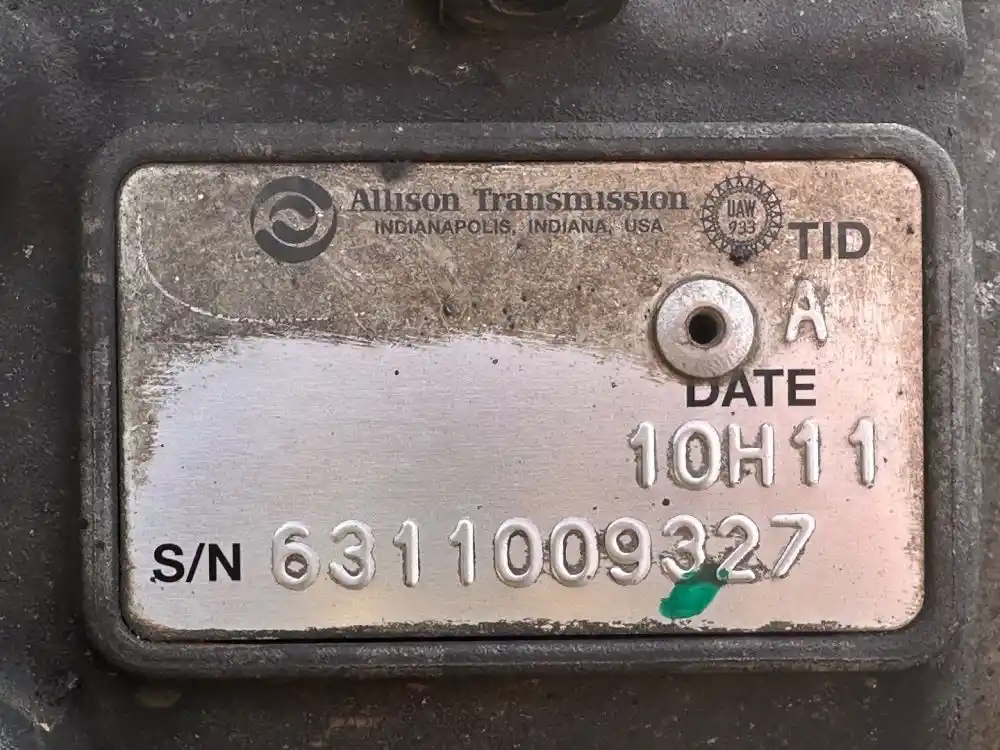 Allison Transmission
INDIANAPOLIS, INDIANA, USA
UAW
933
TID
A
DATE
10H11
S/N 6311009327